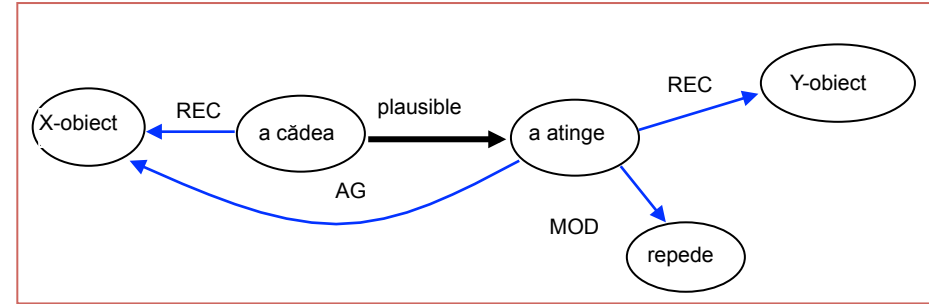 X-obiect
REC
a cădea
plausible
a atinge
REC
Y-obiect
AG
MOD
repede